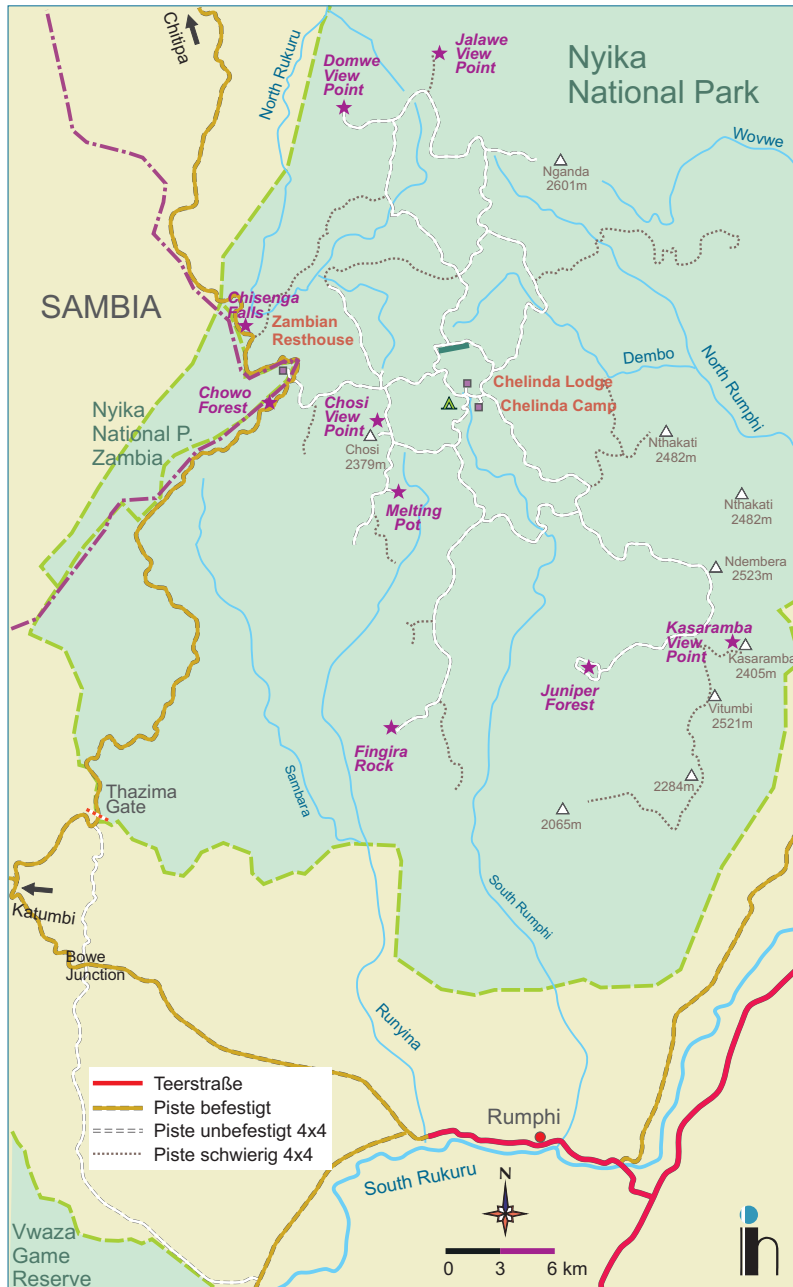 Chitipa
North Rukuru
Domwe
View
Point
Jalawe
View
Point
Nyika
National Park
Wovwe
Nganda
2601m
SAMBIA
Chisenga
Falls
Zambian
Resthouse
Dembo
North Rumphi
Chelinda Lodge
Chelinda Camp
Chowo
Forest
Chosi
View
Point
Chosi
2379m
Nyika
National P.
Zambia
Nthakati
2482m
Melting
Pot
Nthakati
2482m
Ndembera
2523m
Kasaramba
View
Point
Kasaramba
2405m
Juniper
Forest
Vitumbi
2521m
Fingira
Rock
Sambara
2284m
2065m
Thazima
Gate
Katumbi
South Rumphi
Bowe
Junction
Runyina
Teerstraße
Piste befestigt
Piste unbefestigt 4x4
Piste schwierig 4x4
Rumphi
South Rukuru
N
Vwaza
Game
Reserve
0 3 6 km